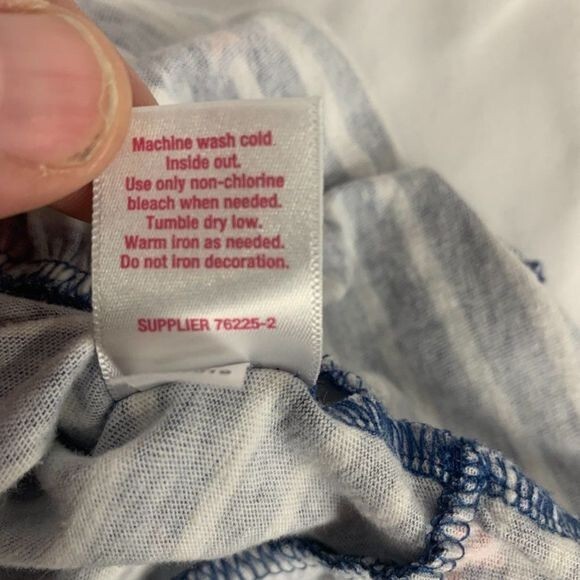 Machine wash cold.
Inside out.
Use only non-chlorine
bleach when needed.
Tumble dry low.
Warm iron as needed.
Do not iron decoration.
SUPPLIER 76225-2